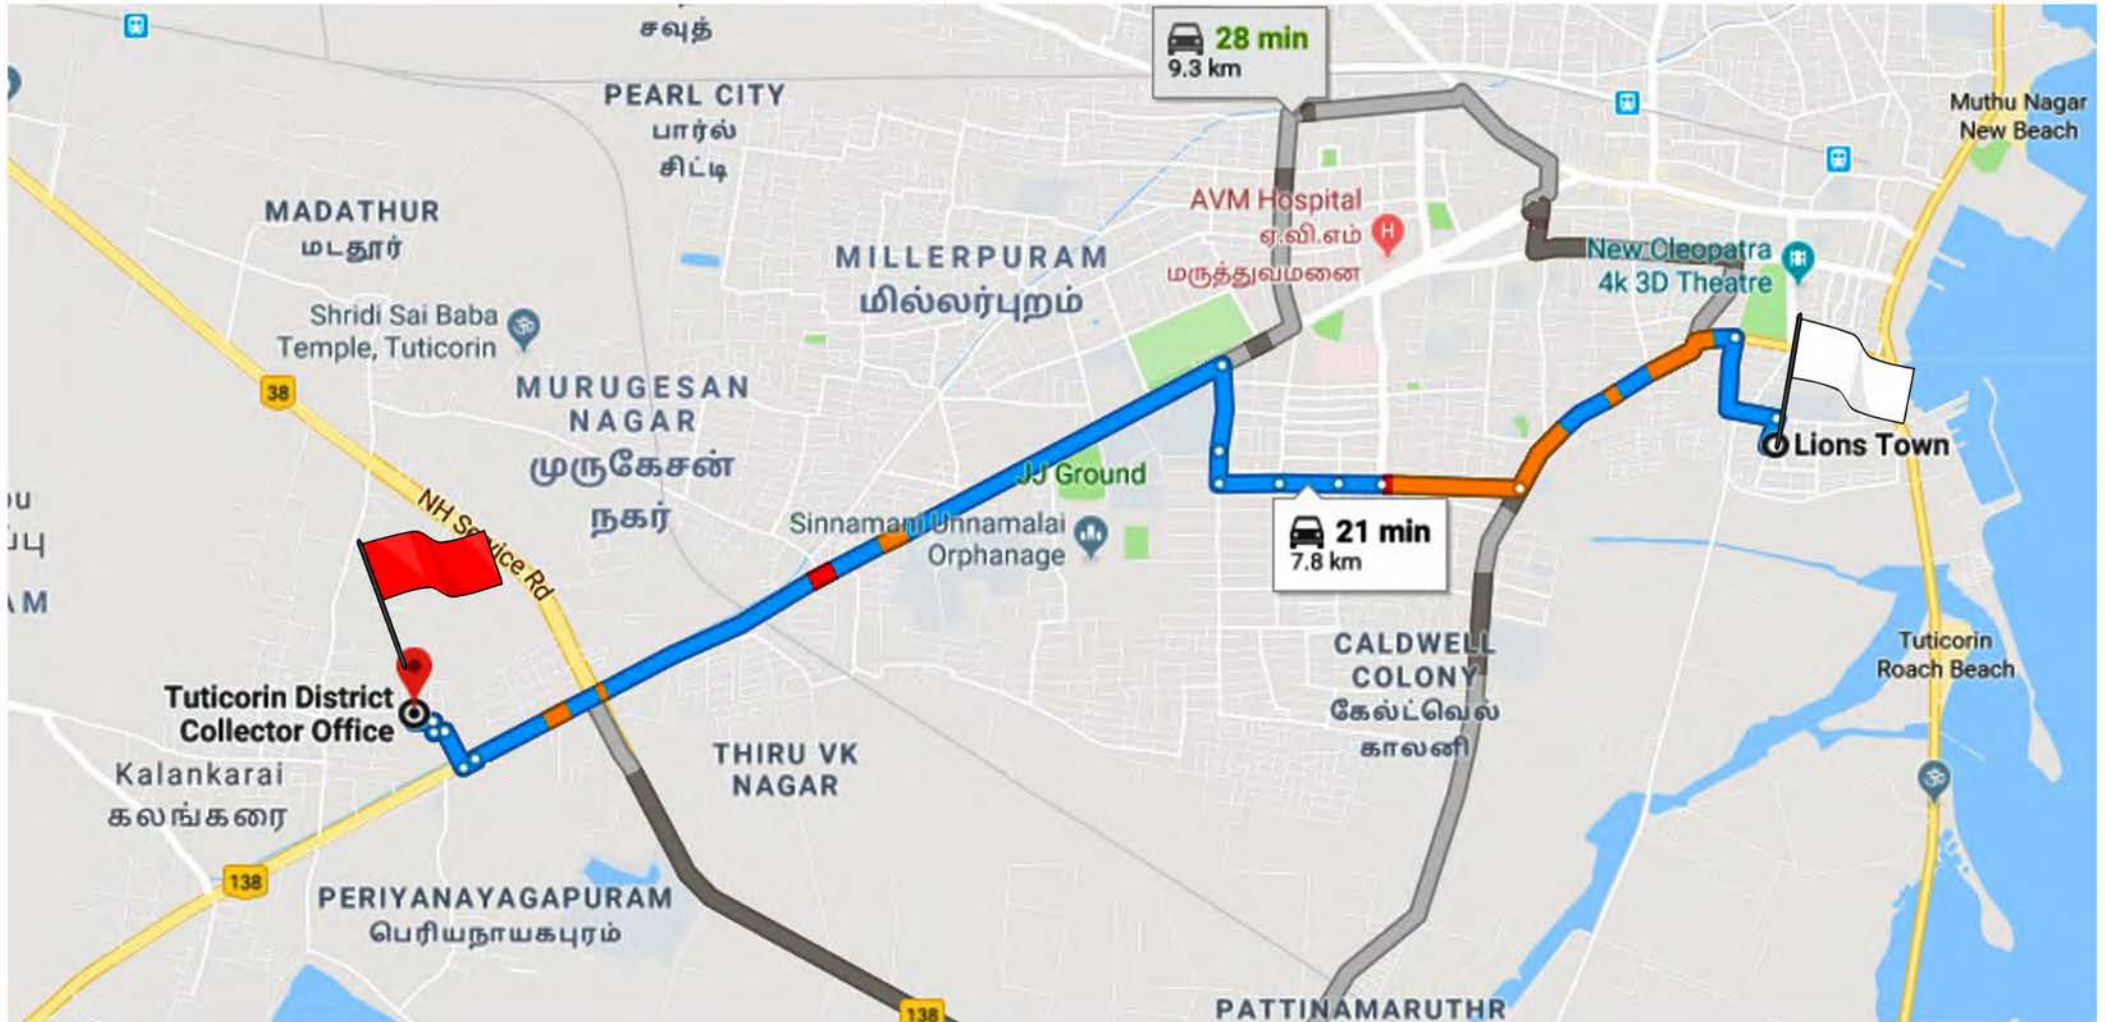 சவுத்
28 min
9.3 km
PEARL CITY
பார்ல்
சிட்டி
Muthu Nagar
New Beach
MADATHUR
மடதூர்
AVM Hospital
ஏ.வி.எம்
மருத்துவமனை
MILLERPURAM
மில்லர்புறம்
New Cleopatra
4k 3D Theatre
Shridi Sai Baba
Temple, Tuticorin
38
MURUGESAN
NAGAR
முருகேசன்
நகர்
Lions Town
JJ Ground
NH Service Rd
Sinnamani Unnamalai
Orphanage
21 min
7.8 km
AM
CALDWELL
COLONY
கேல்ட்வெல்
காலனி
Tuticorin
Roach Beach
Tuticorin District
Collector Office
THIRU VK
NAGAR
Kalankarai
கலங்கரை
138
PERIYANAYAGAPURAM
பெரியநாயகபுரம்
138
PATTINAMARUTHR